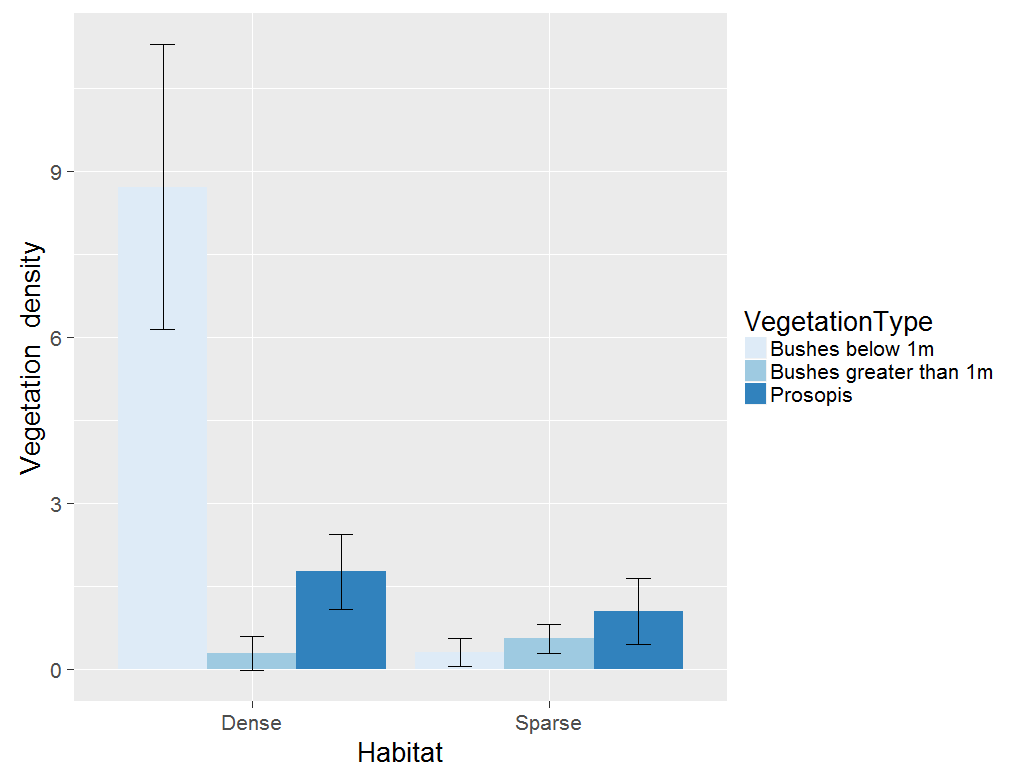 9
6
3
0
Vegetation density
Dense
Sparse
Habitat
VegetationType
Bushes below 1m
Bushes greater than 1m
Prosopis